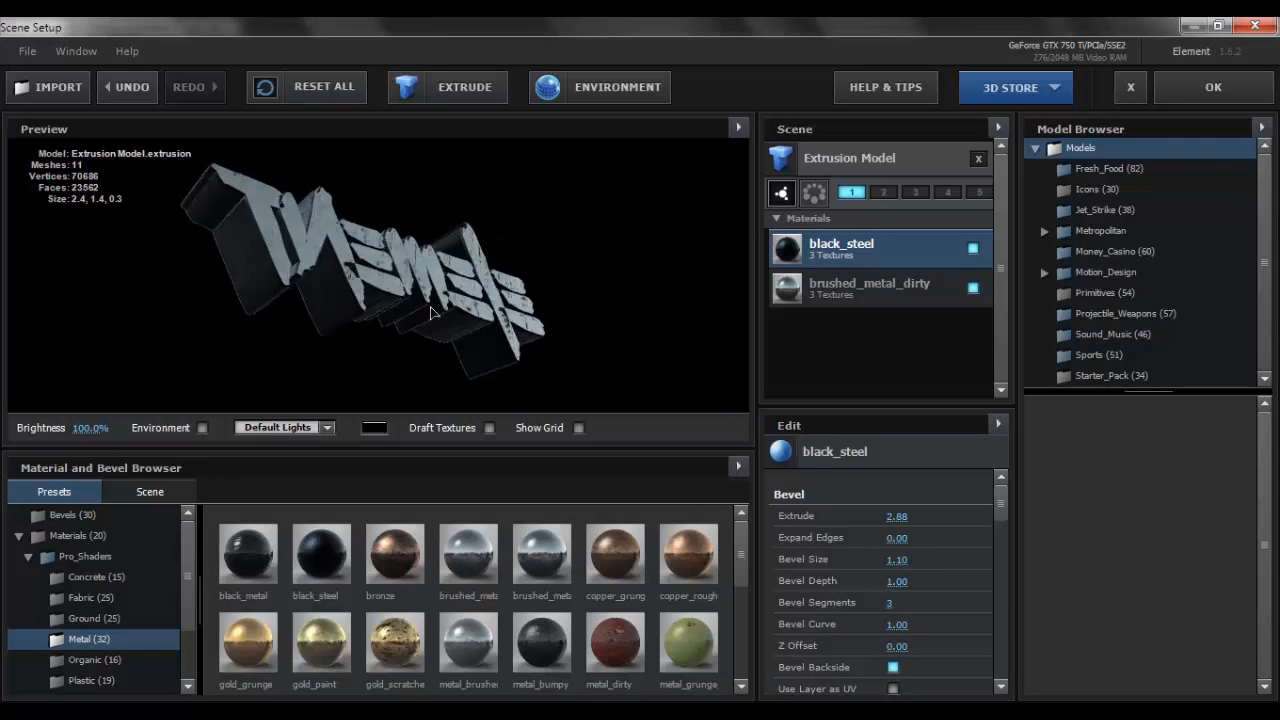 Scene Setup
File Window Help
GeForce GTX 750 Ti/PCIe/SSE2
276/2048 MB Video RAM
Element 1.6.2
IMPORT UNDO REDO RESET ALL EXTRUDE ENVIRONMENT HELP & TIPS 3D STORE X OK
Preview
Model: Extrusion Model.extrusion
Meshes: 11
Vertices: 70686
Faces: 23562
Size: 2.4, 1.4, 0.3
Brightness 100.0% Environment Default Lights Draft Textures Show Grid
Scene
Extrusion Model X
1 2 3 4 5
Materials
black_steel
3 Textures
brushed_metal_dirty
3 Textures
Model Browser
Models
Fresh_Food (82)
Icons (30)
Jet_Strike (38)
Metropolitan
Money_Casino (60)
Motion_Design
Primitives (54)
Projectile_Weapons (57)
Sound_Music (46)
Sports (51)
Starter_Pack (34)
Material and Bevel Browser
Presets Scene
Bevels (30)
Materials (20)
Pro_Shaders
Concrete (15)
Fabric (25)
Ground (25)
Metal (32)
Organic (16)
Plastic (19)
black_metal black_steel bronze brushed_meta brushed_meta copper_grung copper_rough
gold_grunge gold_paint gold_scratche metal_brushe metal_bumpy metal_dirty metal_grunge
Edit
black_steel
Bevel
Extrude 2.88
Expand Edges 0.00
Bevel Size 1.10
Bevel Depth 1.00
Bevel Segments 3
Bevel Curve 1.00
Z Offset 0.00
Bevel Backside
Use Layer as UV